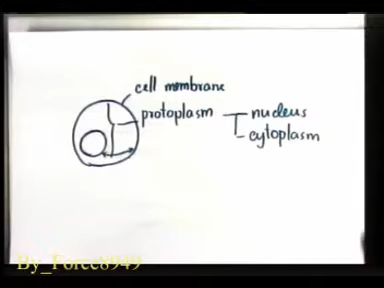 cell membrane
protoplasm
nucleus
cytoplasm
By_Force8949